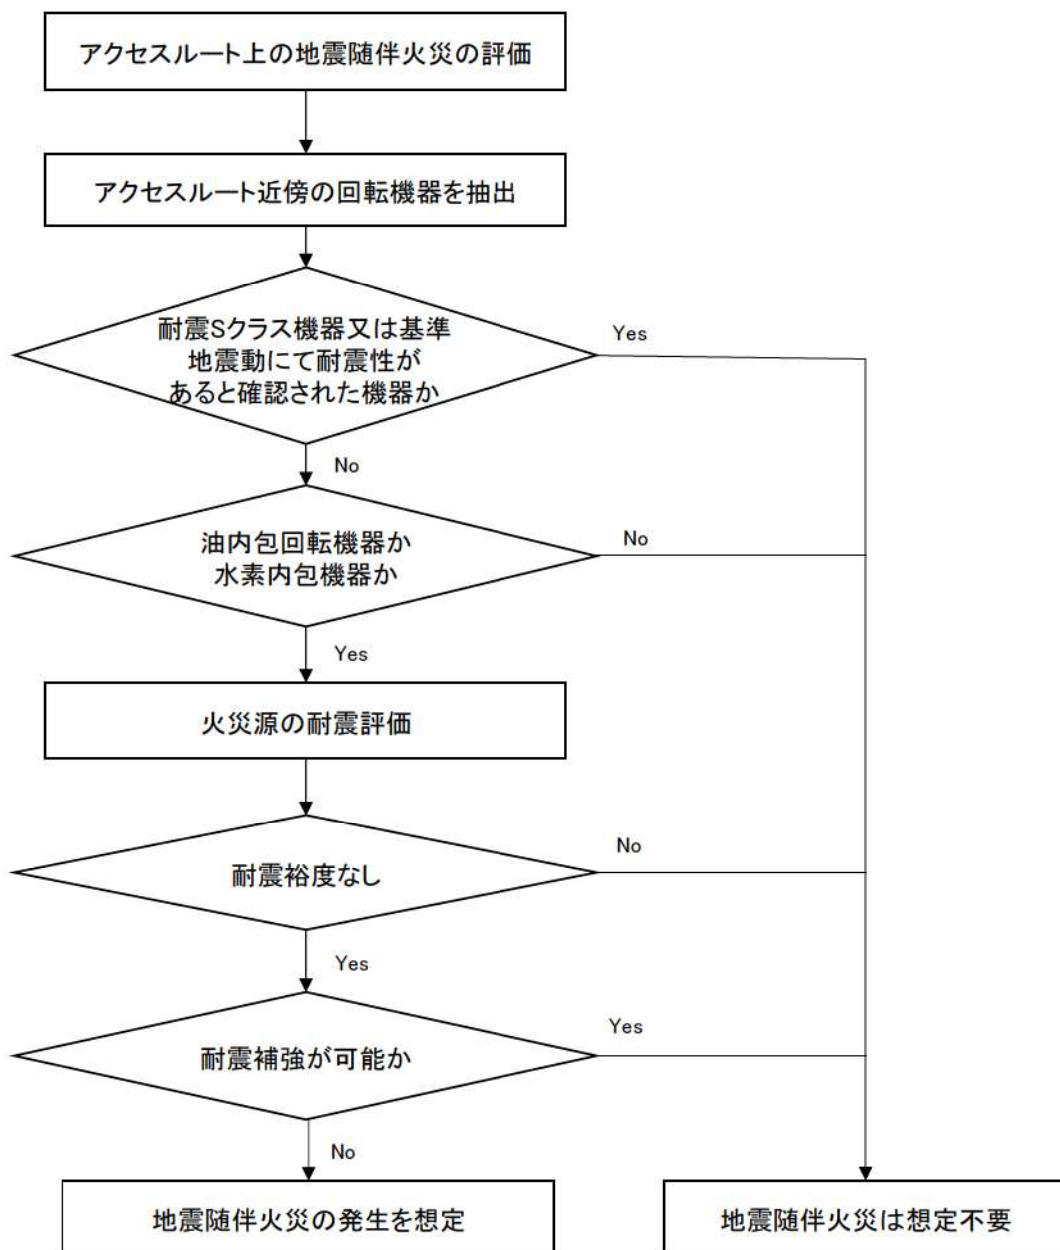 アクセスルート上の地震随伴火災の評価
アクセスルート近傍の回転機器を抽出
耐震Sクラス機器又は基準
地震動にて耐震性が
あると確認された機器か
Yes
No
油内包回転機器か
水素内包機器か
No
Yes
火災源の耐震評価
耐震裕度なし
No
Yes
耐震補強が可能か
Yes
No
地震随伴火災の発生を想定
地震随伴火災は想定不要